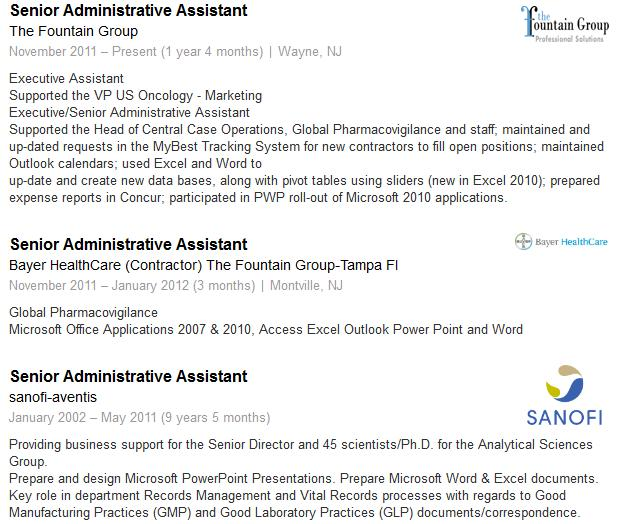 Senior Administrative Assistant
the
Fountain Group
Professional Solutions
The Fountain Group
November 2011 – Present (1 year 4 months) | Wayne, NJ
Executive Assistant
Supported the VP US Oncology - Marketing
Executive/Senior Administrative Assistant
Supported the Head of Central Case Operations, Global Pharmacovigilance and staff; maintained and
up-dated requests in the MyBest Tracking System for new contractors to fill open positions; maintained
Outlook calendars; used Excel and Word to
up-date and create new data bases, along with pivot tables using sliders (new in Excel 2010); prepared
expense reports in Concur; participated in PWP roll-out of Microsoft 2010 applications.
Senior Administrative Assistant
Bayer HealthCare
Bayer HealthCare (Contractor) The Fountain Group-Tampa Fl
November 2011 – January 2012 (3 months) | Montville, NJ
Global Pharmacovigilance
Microsoft Office Applications 2007 & 2010, Access Excel Outlook Power Point and Word
Senior Administrative Assistant
sanofi-aventis
SANOFI
January 2002 – May 2011 (9 years 5 months)
Providing business support for the Senior Director and 45 scientists/Ph.D. for the Analytical Sciences
Group.
Prepare and design Microsoft PowerPoint Presentations. Prepare Microsoft Word & Excel documents.
Key role in department Records Management and Vital Records processes with regards to Good
Manufacturing Practices (GMP) and Good Laboratory Practices (GLP) documents/correspondence.